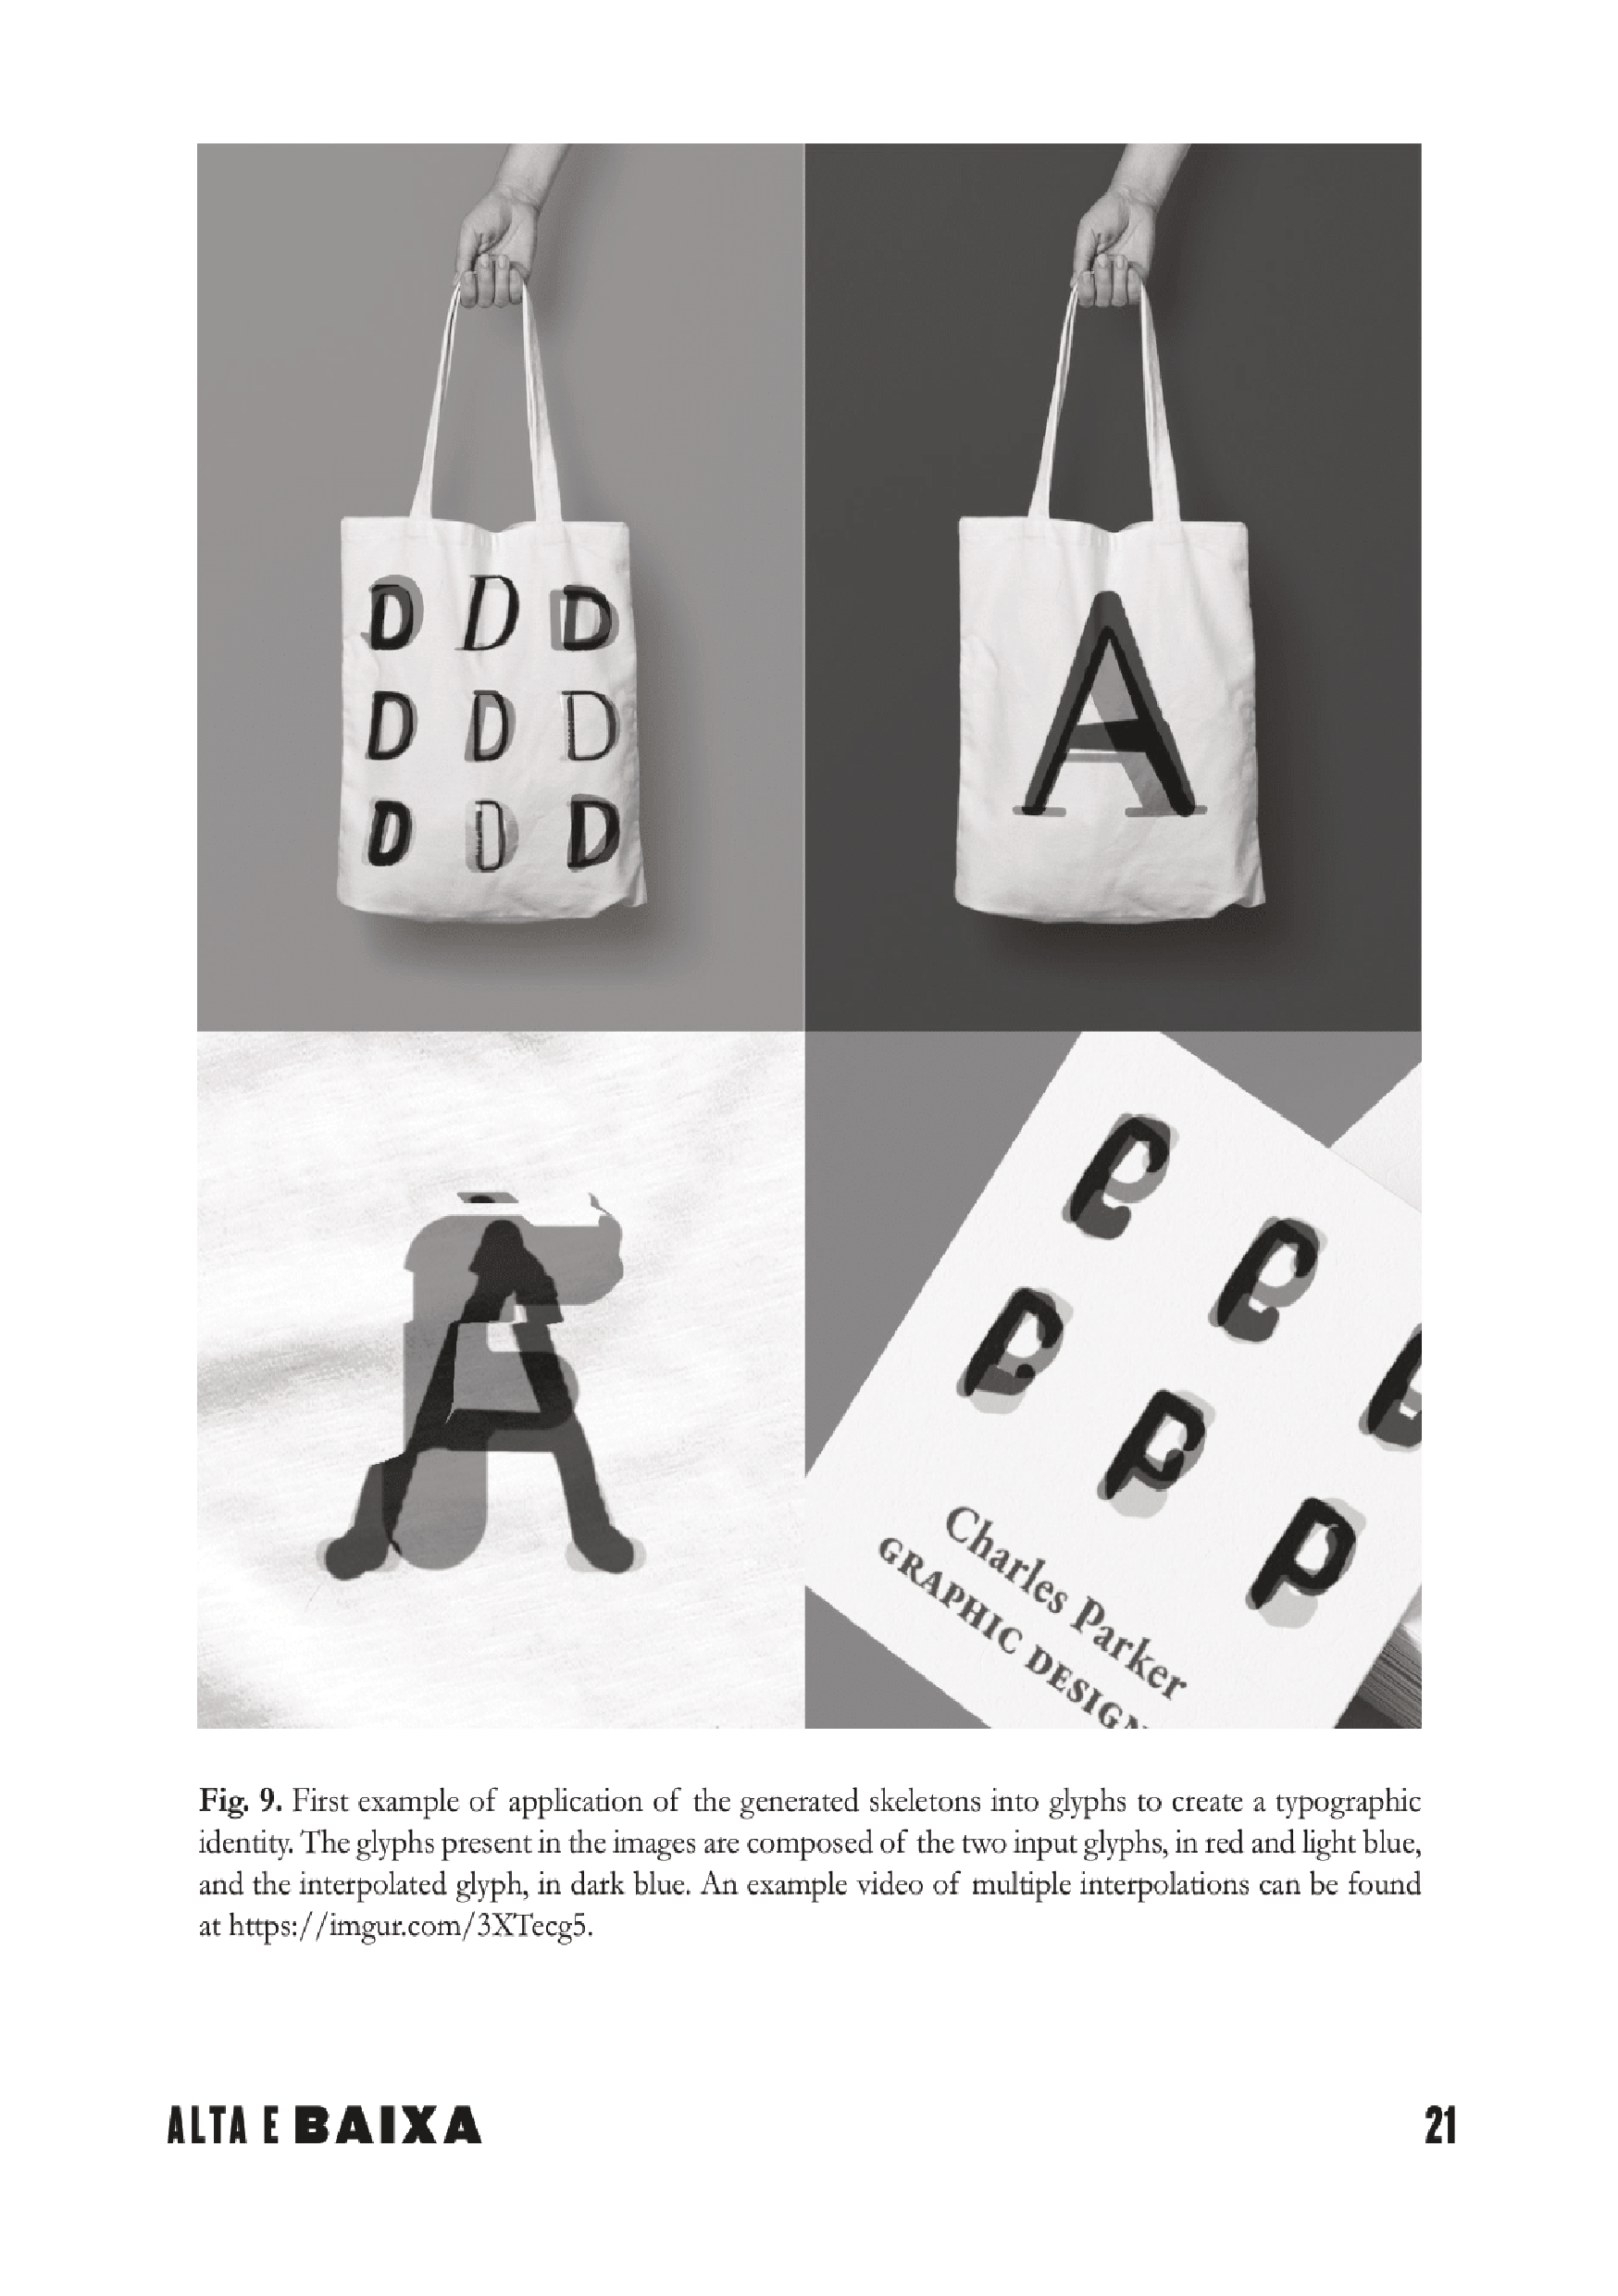 D D D
D D D
D D D
A
A
Charles Parker
GRAPHIC DESIGN
Fig. 9. First example of application of the generated skeletons into glyphs to create a typographic
identity. The glyphs present in the images are composed of the two input glyphs, in red and light blue,
and the interpolated glyph, in dark blue. An example video of multiple interpolations can be found
at https://imgur.com/3XTecg5.
ALTA E BAIXA
21